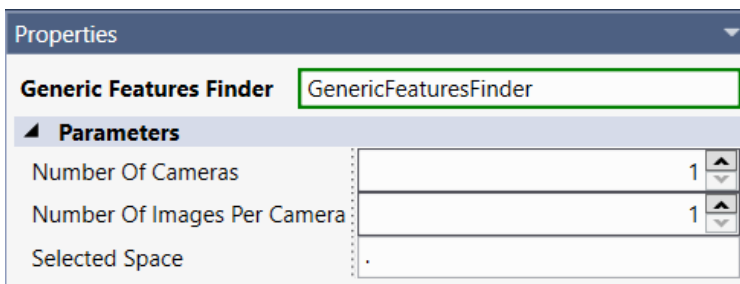 Properties
Generic Features Finder GenericFeaturesFinder
Parameters
Number Of Cameras 1
Number Of Images Per Camera 1
Selected Space .